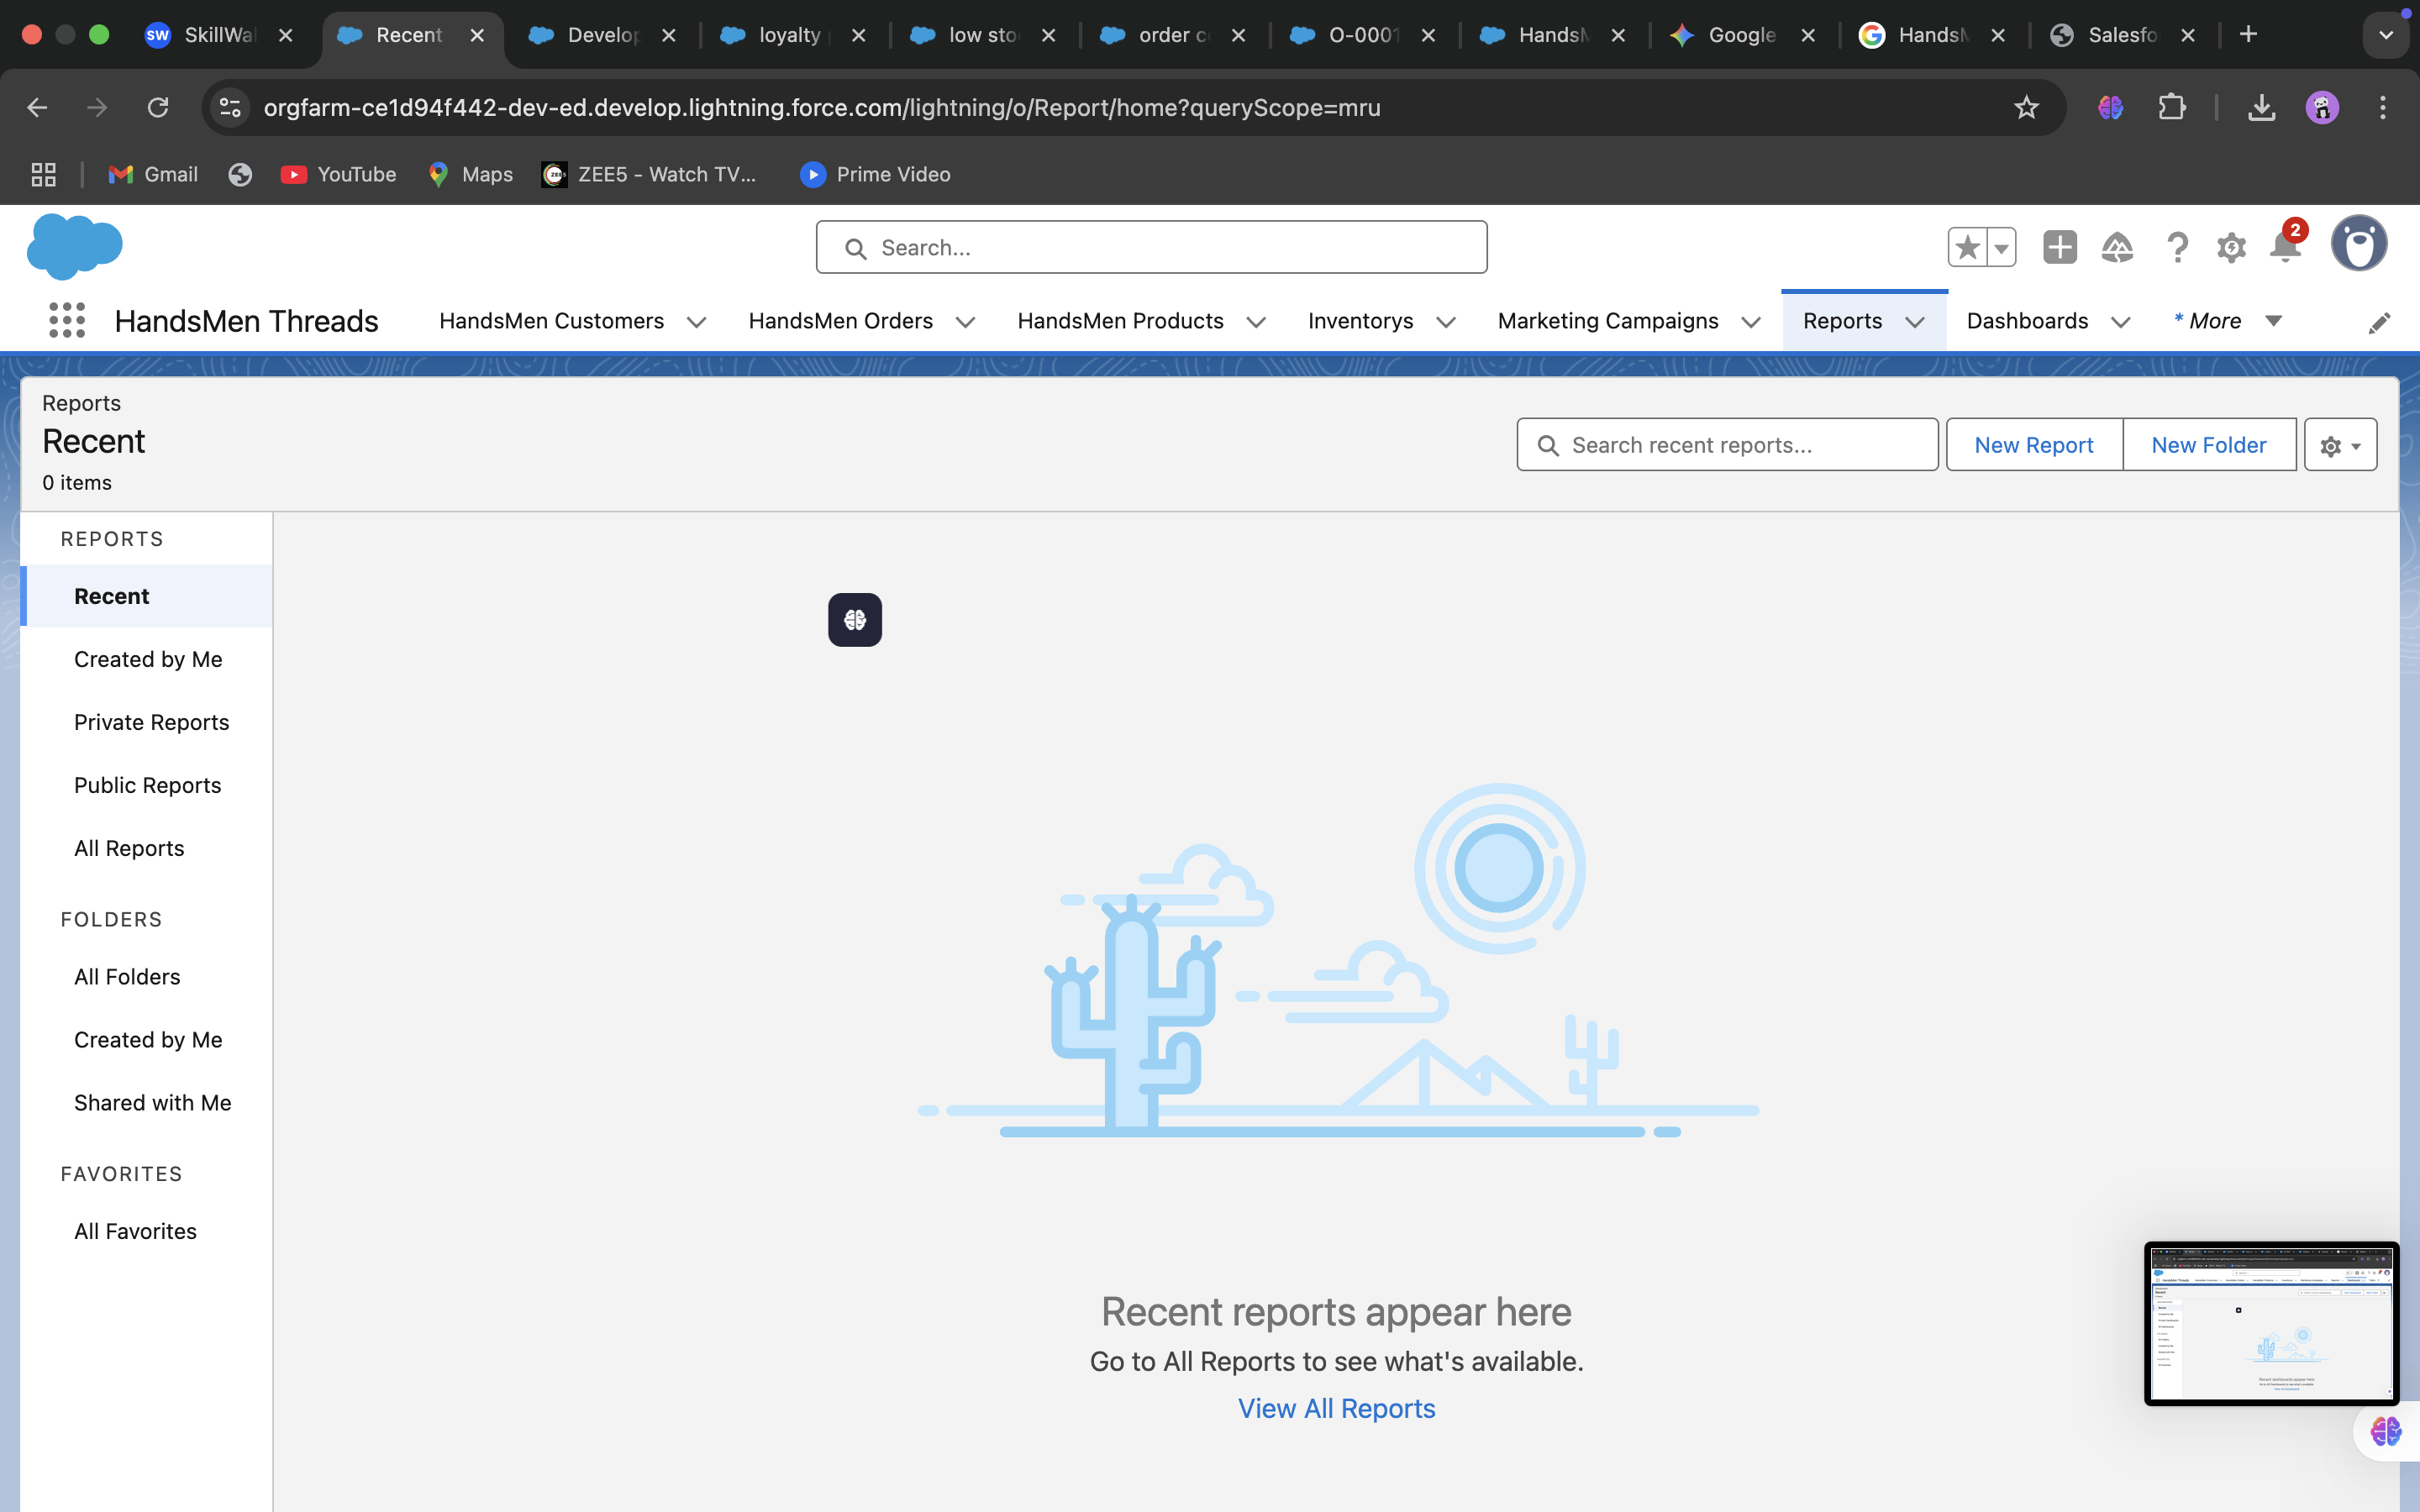 SW SkillWal
Recent
Develop
loyalty
low sto
order c
O-0001
HandsM
Google
HandsM
Salesfo
orgfarm-ce1d94f442-dev-ed.develop.lightning.force.com/lightning/o/Report/home?queryScope=mru
Gmail
YouTube
Maps
ZEE5 - Watch TV...
Prime Video
Search...
2
HandsMen Threads
HandsMen Customers
HandsMen Orders
HandsMen Products
Inventorys
Marketing Campaigns
Reports
Dashboards
* More
Reports
Recent
0 items
Search recent reports...
New Report
New Folder
REPORTS
Recent
Created by Me
Private Reports
Public Reports
All Reports
FOLDERS
All Folders
Created by Me
Shared with Me
FAVORITES
All Favorites
Recent reports appear here
Go to All Reports to see what's available.
View All Reports